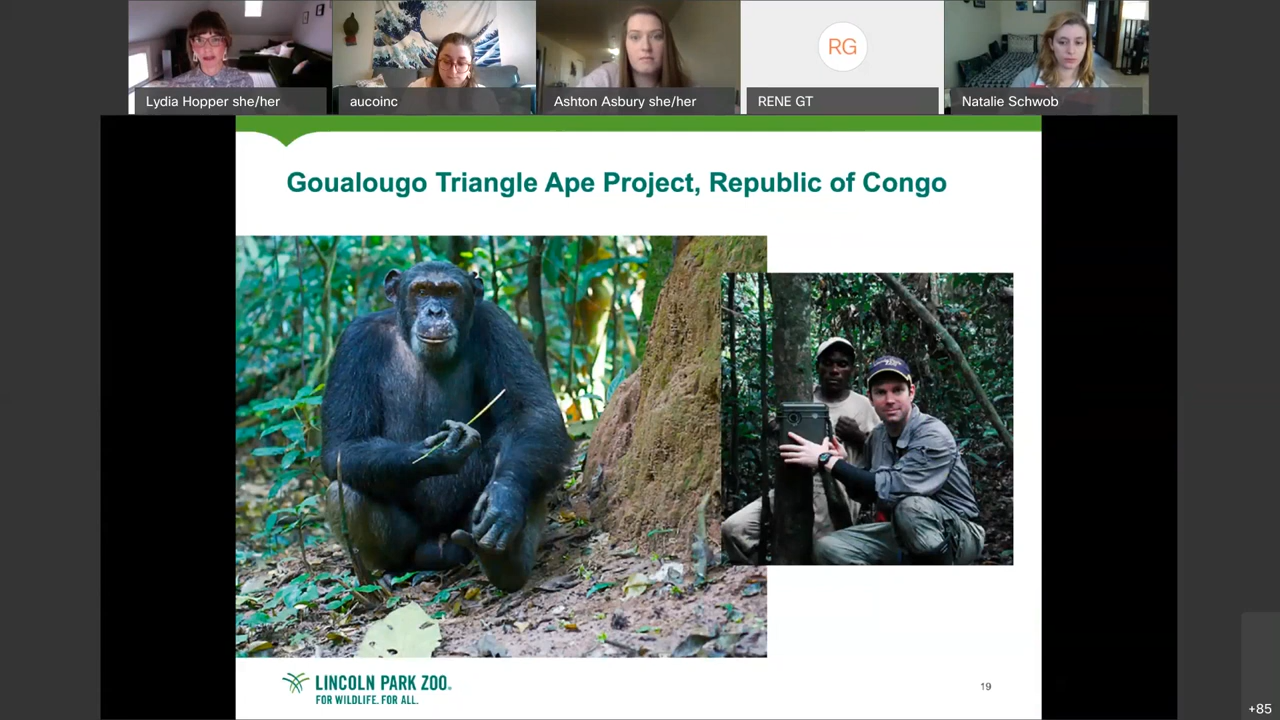 Lydia Hopper she/her
aucoinc
Ashton Asbury she/her
RG
RENE GT
Natalie Schwob
Goualougo Triangle Ape Project, Republic of Congo
LINCOLN PARK ZOO.
FOR WILDLIFE. FOR ALL.
19
+85